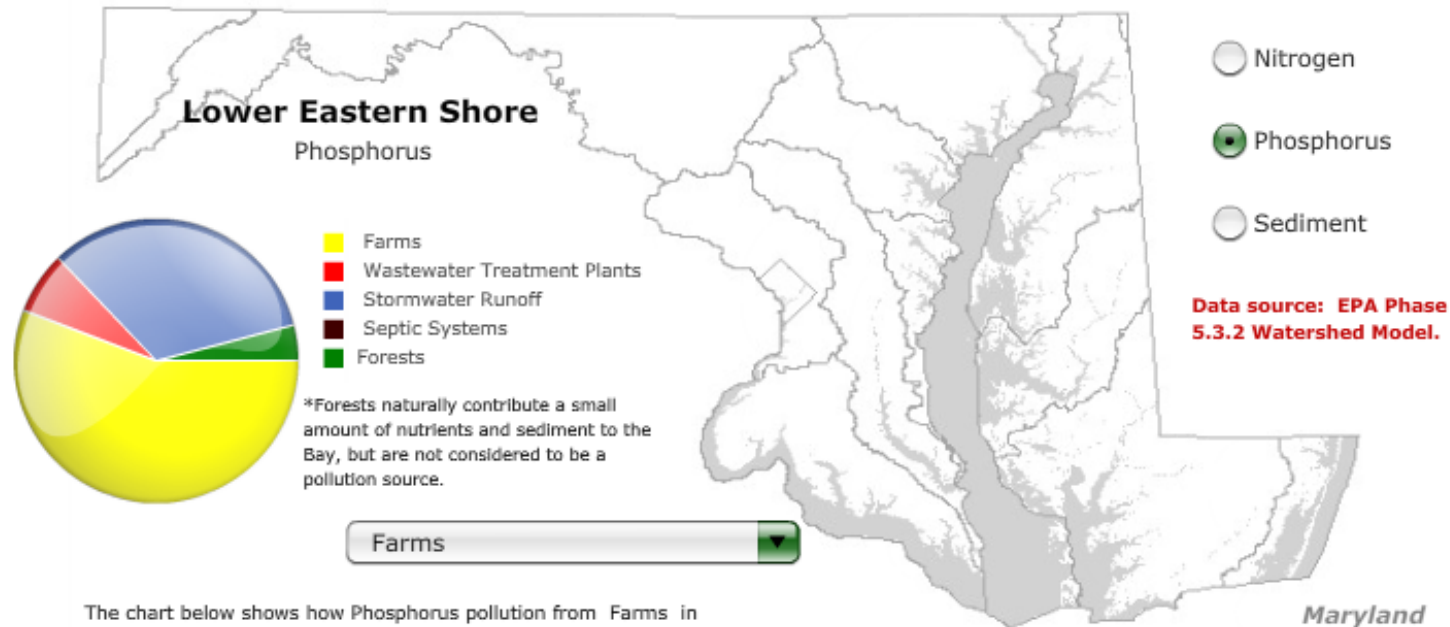 Lower Eastern Shore
Phosphorus
Farms
Wastewater Treatment Plants
Stormwater Runoff
Septic Systems
Forests
*Forests naturally contribute a small
amount of nutrients and sediment to the
Bay, but are not considered to be a
pollution source.
Nitrogen
Phosphorus
Sediment
Data source: EPA Phase
5.3.2 Watershed Model.
Farms
The chart below shows how Phosphorus pollution from Farms in
Maryland